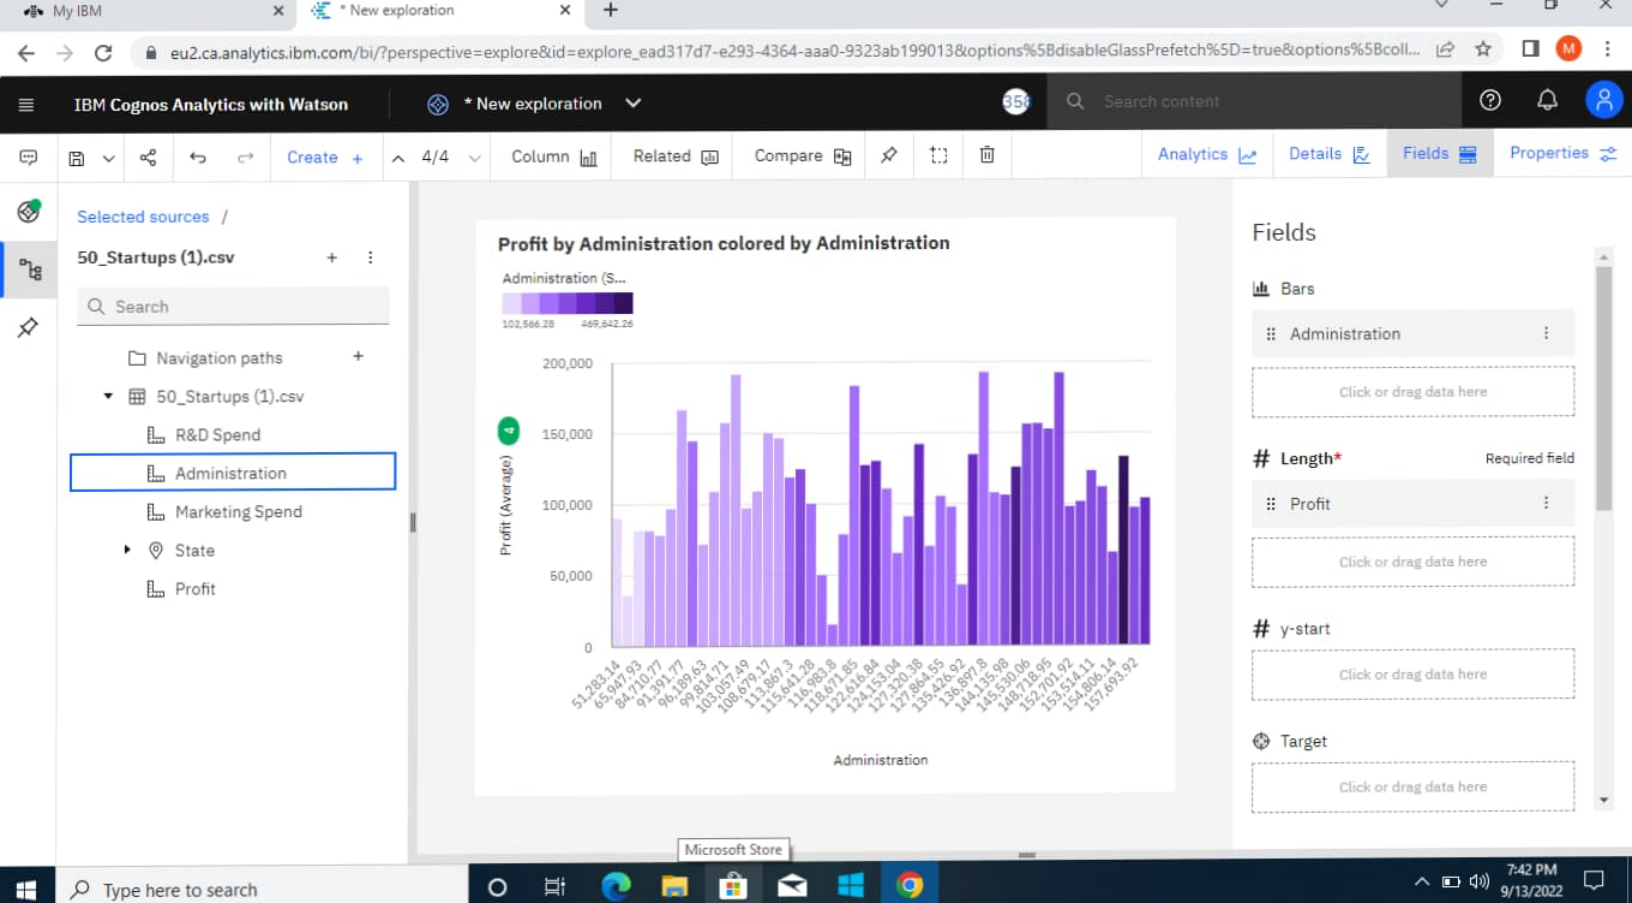 My IBM
* New exploration
eu2.ca.analytics.ibm.com/bi/?perspective=explore&id=explore_ead317d7-e293-4364-aaa0-9323ab199013&options%5BdisableGlassPrefetch%5D=true&options%5Bcoll...
M
IBM Cognos Analytics with Watson
* New exploration
358
Search content
Create +
4/4
Column
Related
Compare
Analytics
Details
Fields
Properties
Selected sources /
50_Startups (1).csv
Search
Navigation paths
50_Startups (1).csv
R&D Spend
Administration
Marketing Spend
State
Profit
Profit by Administration colored by Administration
Administration (S...
102,566.28 469,642.26
200,000
150,000
100,000
50,000
0
4
Profit (Average)
51,283.14
65,947.93
84,710.77
91,391.77
96,189.63
99,814.71
103,057.49
108,679.17
113,867.3
115,641.28
116,983.8
118,671.85
122,616.84
124,153.04
127,320.38
127,864.55
135,426.92
136,897.8
144,135.98
145,530.06
148,718.95
152,701.92
153,514.11
154,806.14
157,693.92
Administration
Fields
Bars
Administration
Click or drag data here
# Length*
Required field
Profit
Click or drag data here
# y-start
Click or drag data here
Target
Click or drag data here
Microsoft Store
Type here to search
7:42 PM
9/13/2022